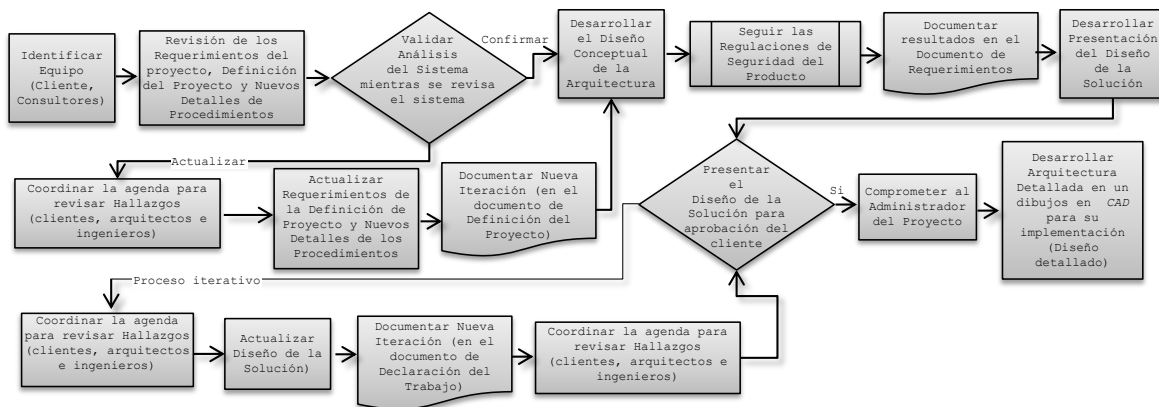 Identificar
Equipo
(Cliente,
Consultores)
Revisión de los
Requerimientos del
proyecto, Definición
del Proyecto y Nuevos
Detalles de
Procedimientos
Validar
Análisis
del Sistema
mientras se revisa
el sistema
Confirmar
Desarrollar
el Diseño
Conceptual
de la
Arquitectura
Seguir las
Regulaciones de
Seguridad del
Producto
Documentar
resultados en el
Documento de
Requerimientos
Desarrollar
Presentación
del Diseño
de la
Solución
Actualizar
Coordinar la agenda para
revisar Hallazgos
(clientes, arquitectos e
ingenieros)
Actualizar
Requerimientos de
la Definición de
Proyecto y Nuevos
Detalles de los
Procedimientos
Documentar Nueva
Iteración (en el
documento de
Definición del
Proyecto)
Presentar
el
Diseño de la
Solución para
aprobación del
cliente
Si
Comprometer al
Administrador
del Proyecto
Desarrollar
Arquitectura
Detallada en un
dibujos en CAD
para su
implementación
(Diseño
detallado)
Proceso iterativo
Coordinar la agenda
para revisar Hallazgos
(clientes, arquitectos
e ingenieros)
Actualizar
Diseño de la
Solución)
Documentar Nueva
Iteración (en el
documento de
Declaración del
Trabajo)
Coordinar la agenda para
revisar Hallazgos
(clientes, arquitectos e
ingenieros)